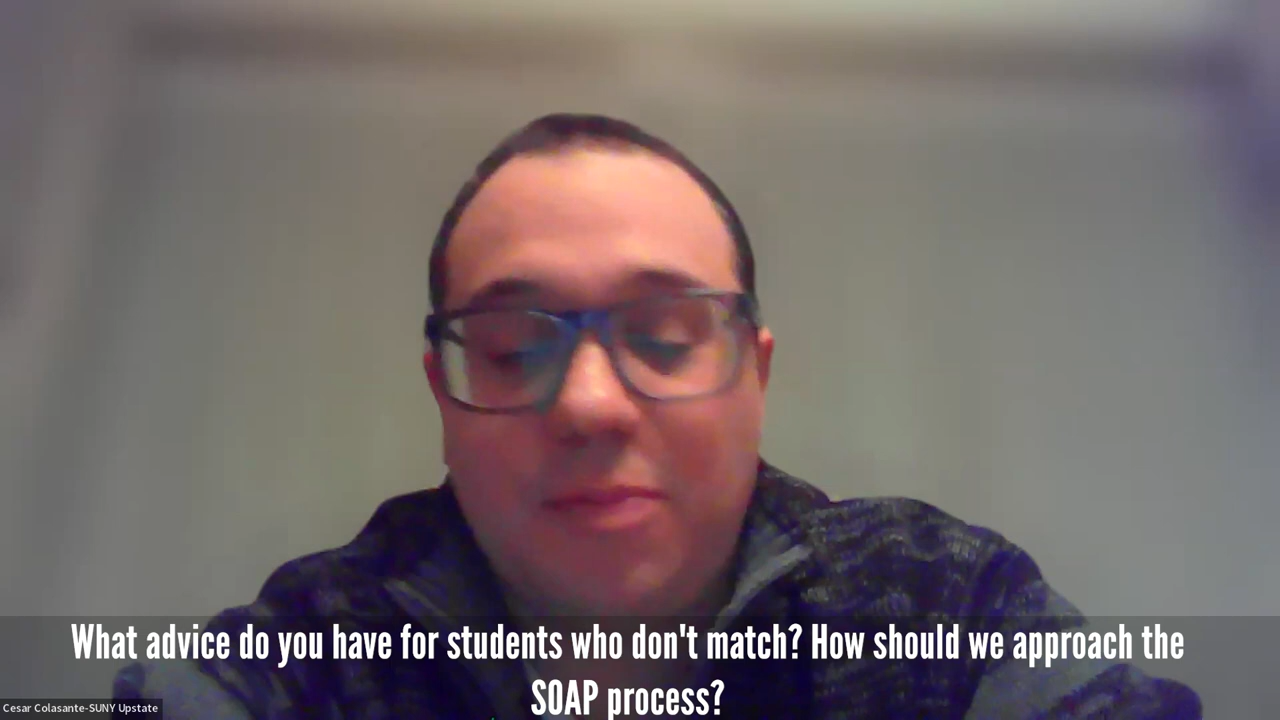 What advice do you have for students who don't match? How should we approach the
SOAP process?
Cesar Colasante-SUNY Upstate